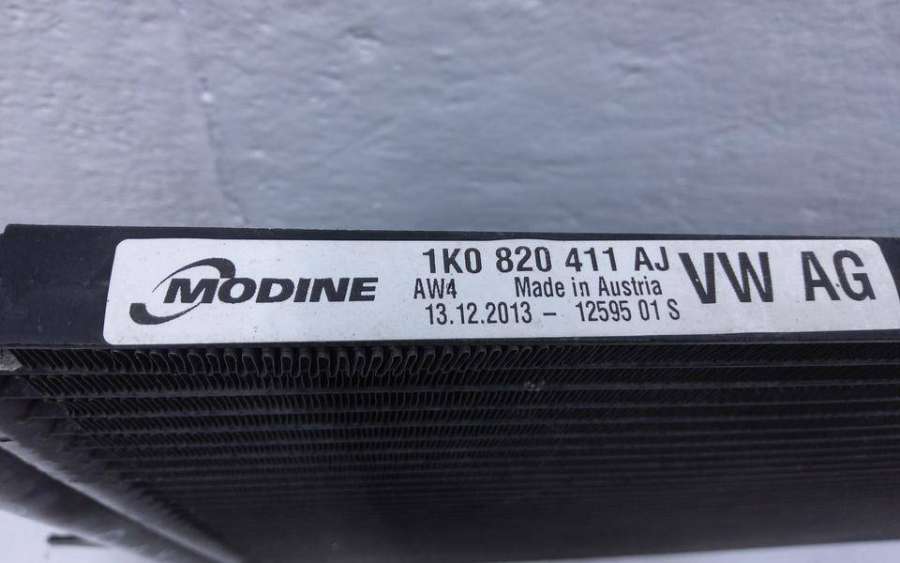 MODINE
1K0 820 411 AJ
AW4 Made in Austria
13.12.2013 - 12595 01 S
VW AG